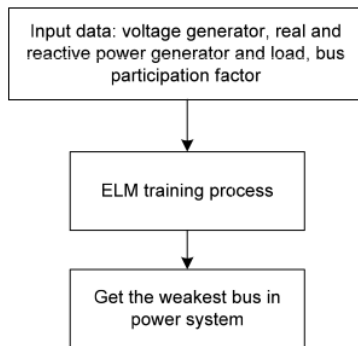 Input data: voltage generator, real and
reactive power generator and load, bus
participation factor
ELM training process
Get the weakest bus in
power system